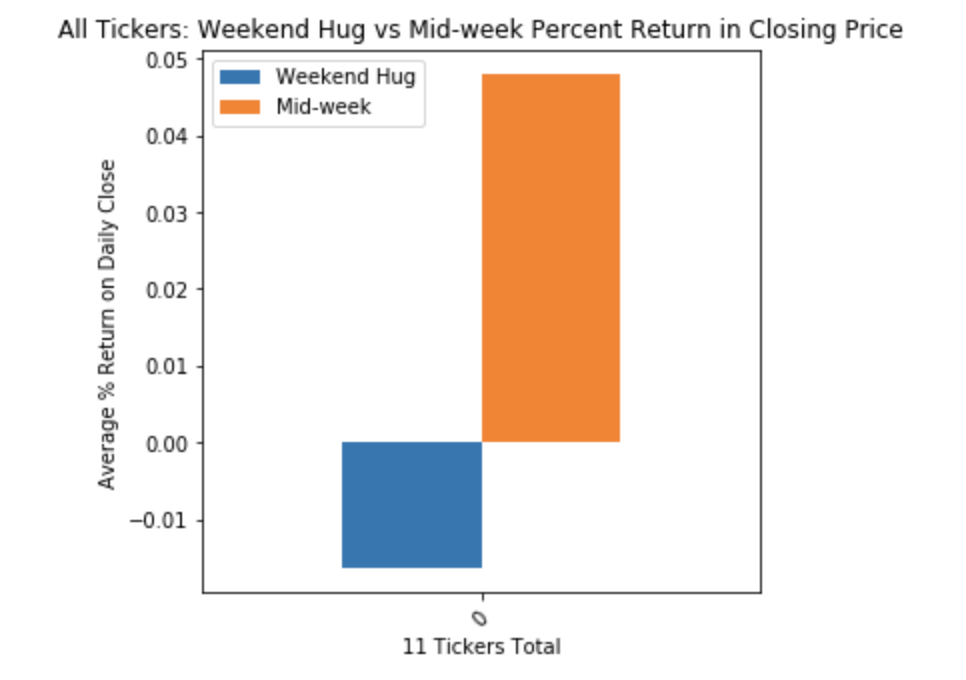 All Tickers: Weekend Hug vs Mid-week Percent Return in Closing Price
Weekend Hug
Mid-week
Average % Return on Daily Close
0.05
0.04
0.03
0.02
0.01
0.00
−0.01
0
11 Tickers Total